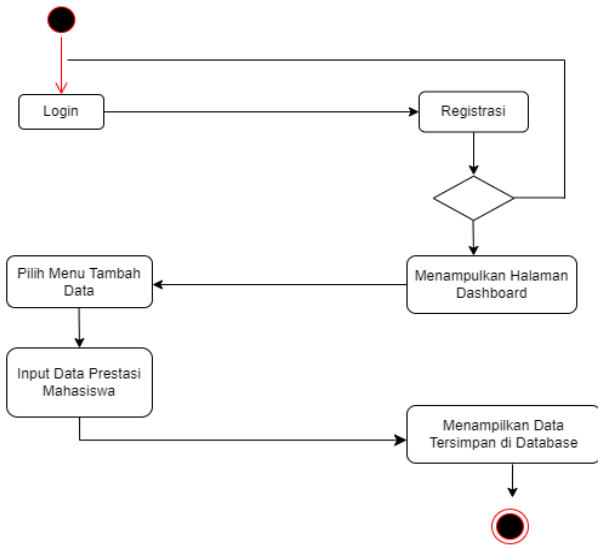 Login
Registrasi
Pilih Menu Tambah
Data
Menampulkan Halaman
Dashboard
Input Data Prestasi
Mahasiswa
Menampilkan Data
Tersimpan di Database